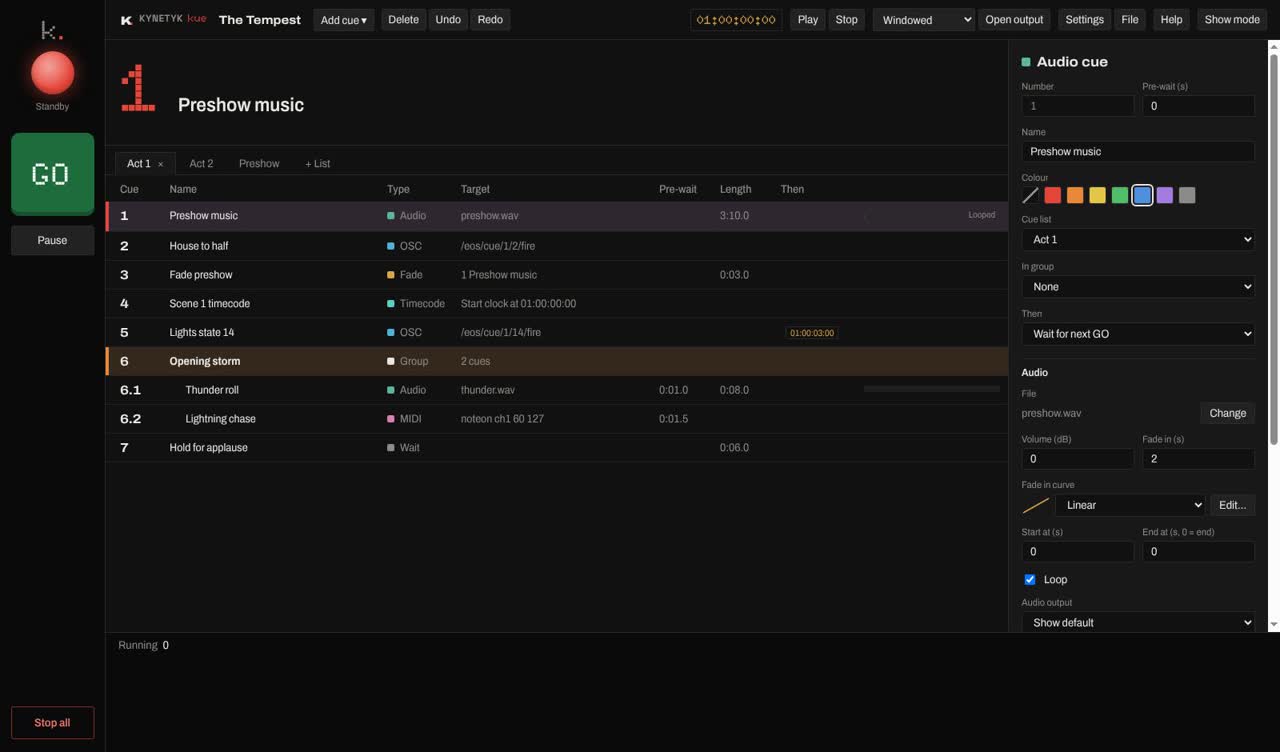 k.
Standby
GO
Pause
Stop all
k. KYNETYK kue The Tempest Add cue ▾ Delete Undo Redo 01:00:00:00 Play Stop Windowed Open output Settings File Help Show mode
1 Preshow music
Act 1 × Act 2 Preshow + List
Cue Name Type Target Pre-wait Length Then
1 Preshow music Audio preshow.wav 3:10.0 Looped
2 House to half OSC /eos/cue/1/2/fire
3 Fade preshow Fade 1 Preshow music 0:03.0
4 Scene 1 timecode Timecode Start clock at 01:00:00:00
5 Lights state 14 OSC /eos/cue/1/14/fire 01:00:03:00
6 Opening storm Group 2 cues
6.1 Thunder roll Audio thunder.wav 0:01.0 0:08.0
6.2 Lightning chase MIDI noteon ch1 60 127 0:01.5
7 Hold for applause Wait 0:06.0
Running 0
Audio cue
Number Pre-wait (s)
1 0
Name
Preshow music
Colour
Cue list
Act 1
In group
None
Then
Wait for next GO
Audio
File
preshow.wav Change
Volume (dB) Fade in (s)
0 2
Fade in curve
Linear Edit...
Start at (s) End at (s, 0 = end)
0 0
Loop
Audio output
Show default